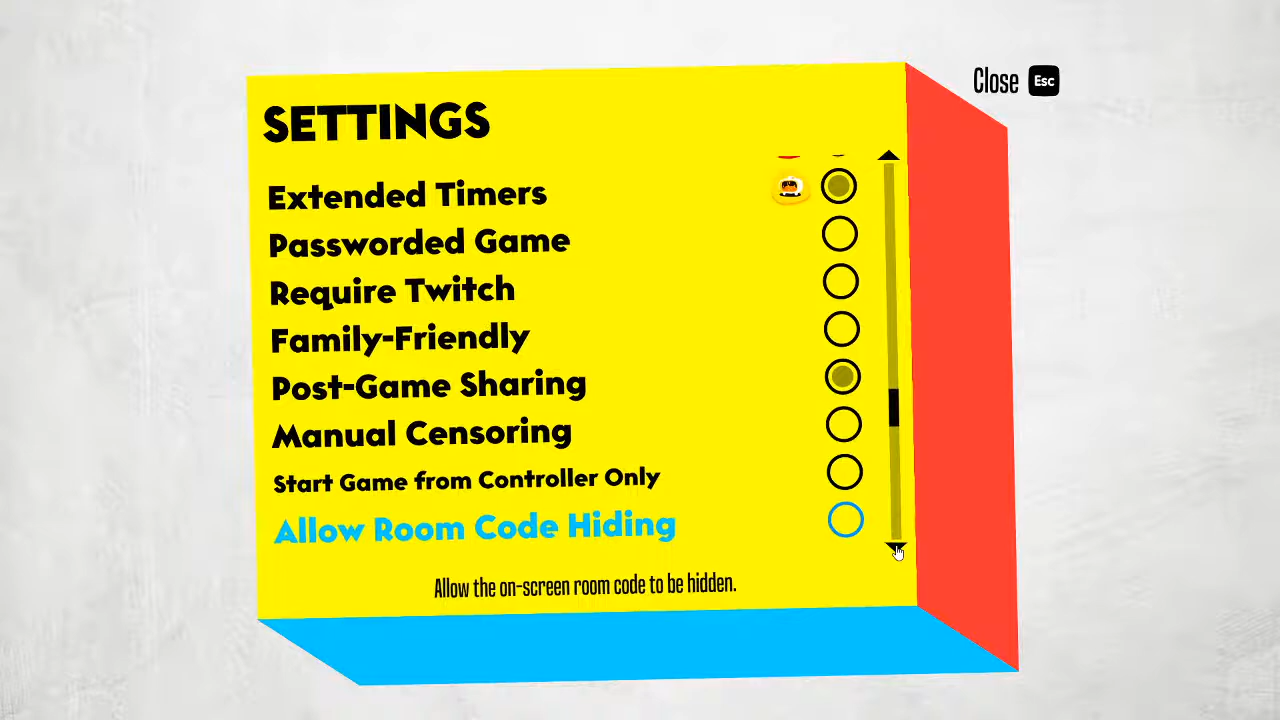 Close Esc
SETTINGS
Extended Timers
Passworded Game
Require Twitch
Family-Friendly
Post-Game Sharing
Manual Censoring
Start Game from Controller Only
Allow Room Code Hiding
Allow the on-screen room code to be hidden.